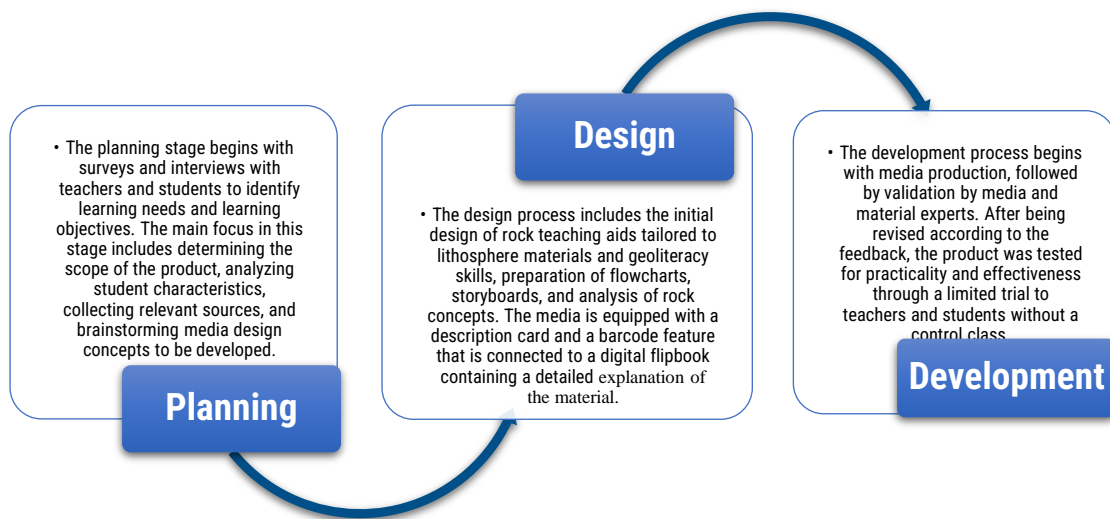 • The planning stage begins with
surveys and interviews with
teachers and students to identify
learning needs and learning
objectives. The main focus in this
stage includes determining the
scope of the product, analyzing
student characteristics,
collecting relevant sources, and
brainstorming media design
concepts to be developed.
Planning
Design
• The design process includes the initial
design of rock teaching aids tailored to
lithosphere materials and geoliteracy
skills, preparation of flowcharts,
storyboards, and analysis of rock
concepts. The media is equipped with a
description card and a barcode feature
that is connected to a digital flipbook
containing a detailed explanation of
the material.
• The development process begins
with media production, followed
by validation by media and
material experts. After being
revised according to the
feedback, the product was tested
for practicality and effectiveness
through a limited trial to
teachers and students without a
control class
Development